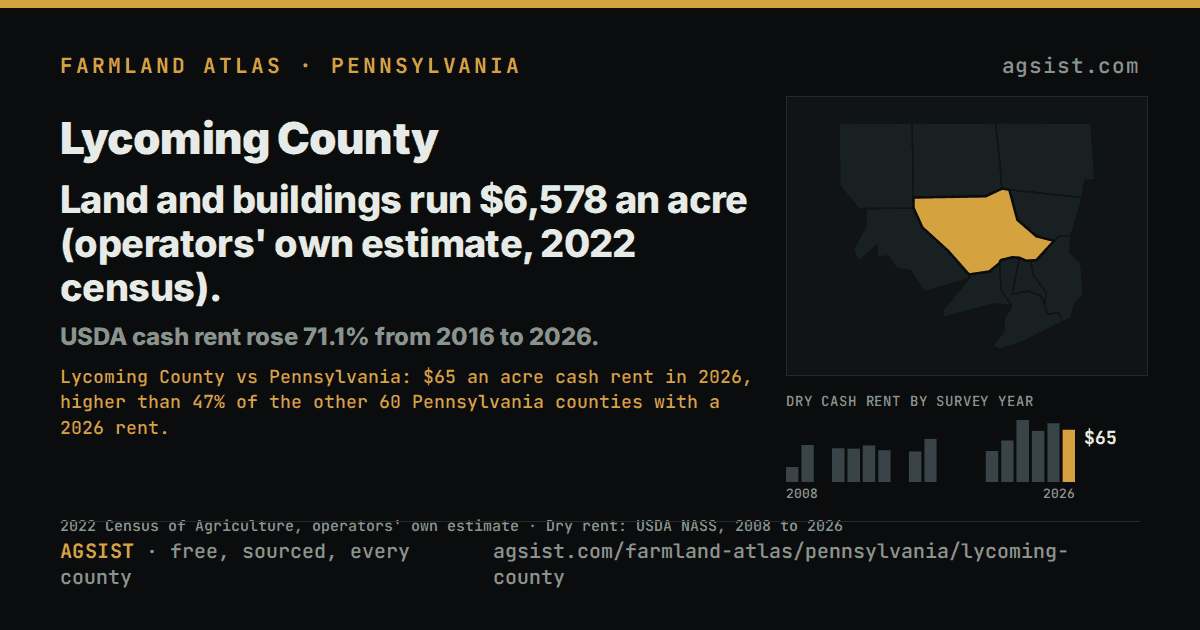 FARMLAND ATLAS · PENNSYLVANIA
agsist.com
Lycoming County
Land and buildings run $6,578 an acre
(operators' own estimate, 2022
census).
USDA cash rent rose 71.1% from 2016 to 2026.
Lycoming County vs Pennsylvania: $65 an acre cash rent in 2026,
higher than 47% of the other 60 Pennsylvania counties with a
2026 rent.
DRY CASH RENT BY SURVEY YEAR
$65
2008
2026
2022 Census of Agriculture, operators' own estimate · Dry rent: USDA NASS, 2008 to 2026
AGSIST · free, sourced, every
county
agsist.com/farmland-atlas/pennsylvania/lycoming-
county